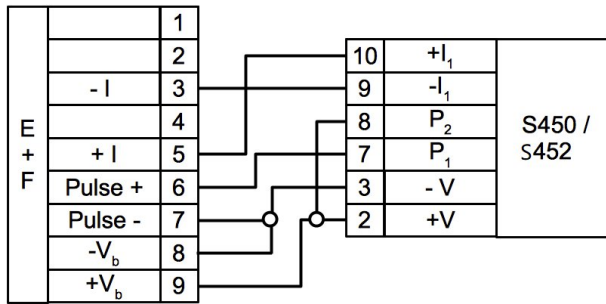 E + F
1
2
- I 3
4
+ I 5
Pulse + 6
Pulse - 7
-Vb 8
+Vb 9
10 +I1
9 -I1
8 P2
7 P1
3 - V
2 +V
S450 /
S452